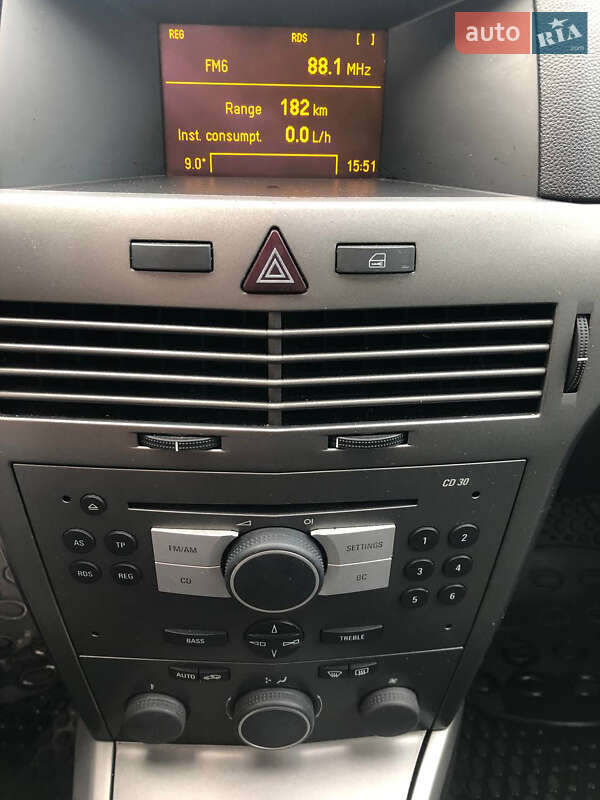 auto RIA .com
REG RDS [ ]
FM6 88.1 MHz
Range 182 km
Inst. consumpt. 0.0 L/h
9.0° 15:51
CD 30
AS TP FM/AM SETTINGS 1 2
RDS REG CD BC 3 4
5 6
BASS TREBLE
AUTO